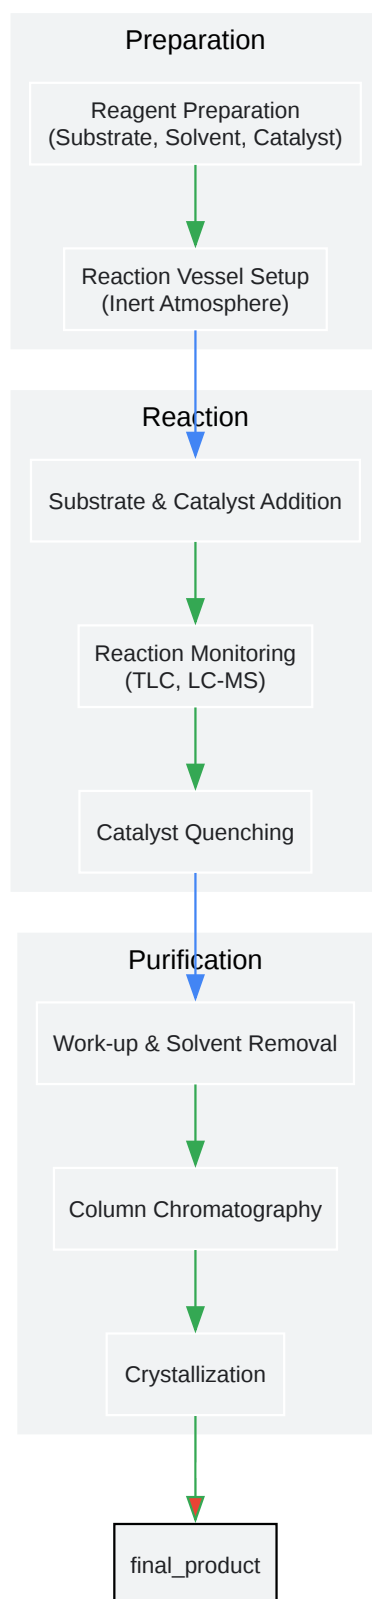 Preparation
Reagent Preparation
(Substrate, Solvent, Catalyst)
Reaction Vessel Setup
(Inert Atmosphere)
Reaction
Substrate & Catalyst Addition
Reaction Monitoring
(TLC, LC-MS)
Catalyst Quenching
Purification
Work-up & Solvent Removal
Column Chromatography
Crystallization
final_product